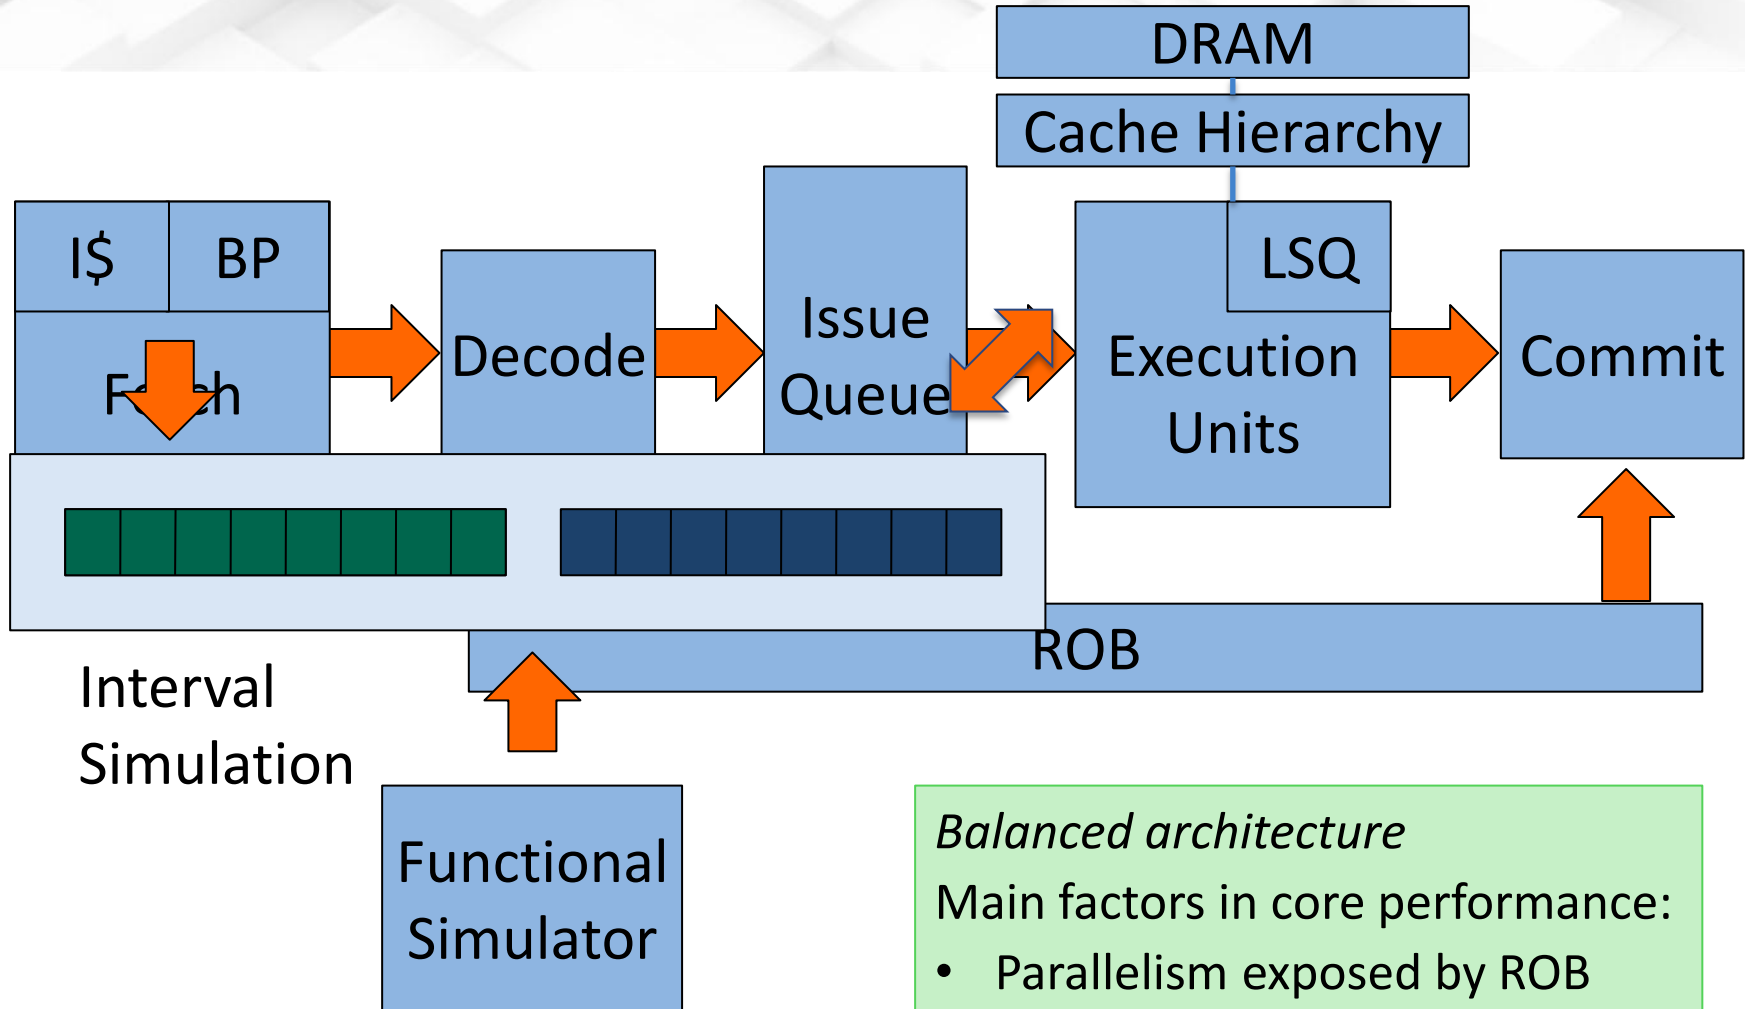 DRAM
Cache Hierarchy
I$
BP
LSQ
Decode
Issue
Queue
Execution
Units
Commit
ROB
Interval
Simulation
Functional
Simulator
Balanced architecture
Main factors in core performance:
• Parallelism exposed by ROB